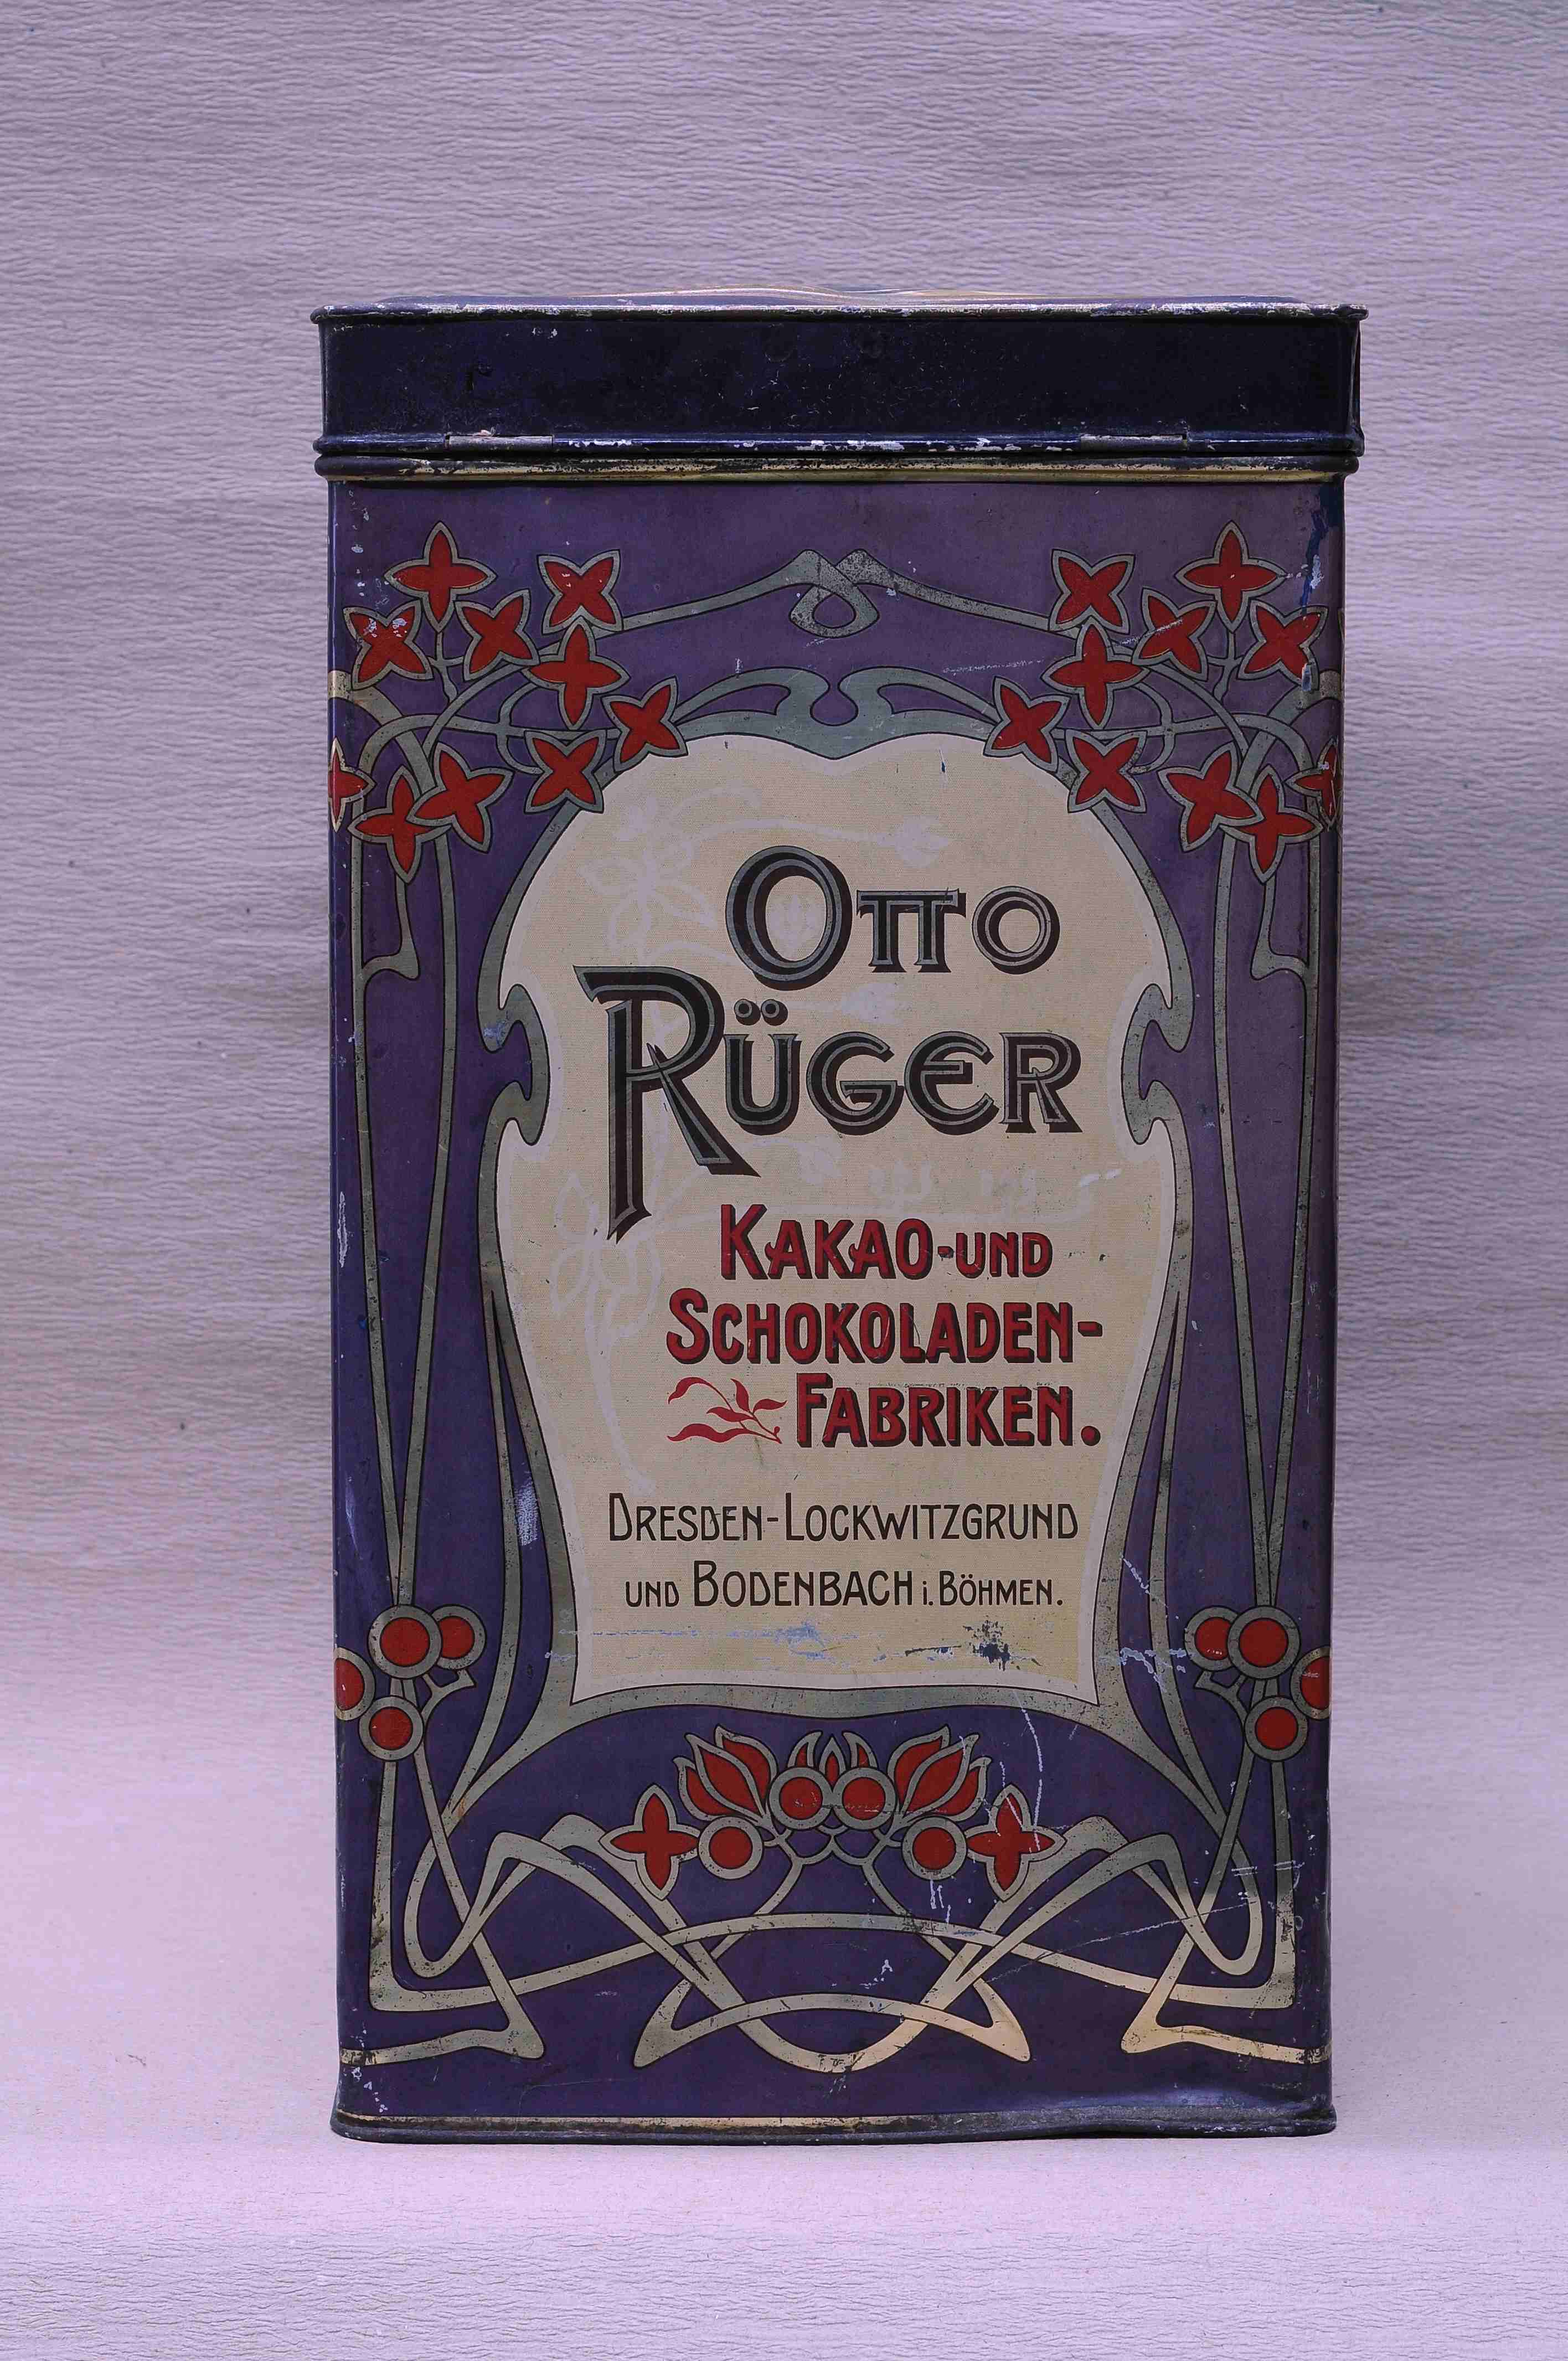 OTTO
RÜGER
KAKAO-UND
SCHOKOLADEN-
FABRIKEN.
DRESDEN-LOCKWITZGRUND
UND BODENBACH i. BÖHMEN.